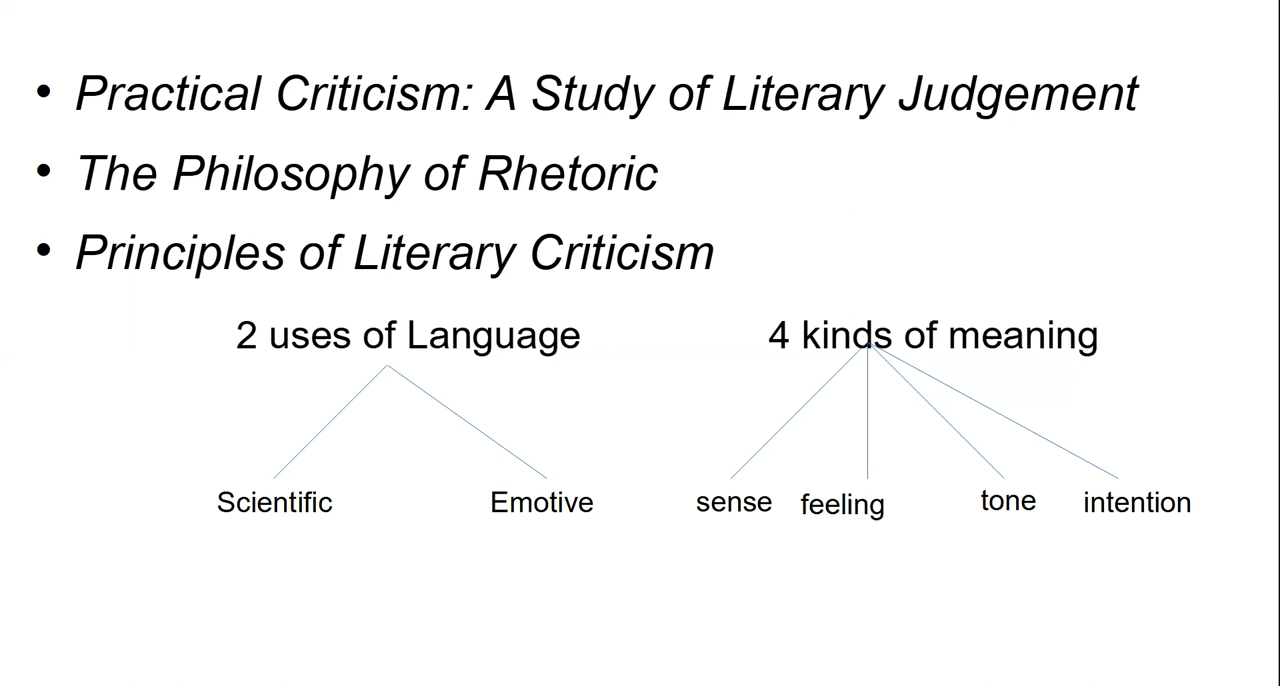 • Practical Criticism: A Study of Literary Judgement
• The Philosophy of Rhetoric
• Principles of Literary Criticism
2 uses of Language 4 kinds of meaning
Scientific Emotive sense feeling tone intention